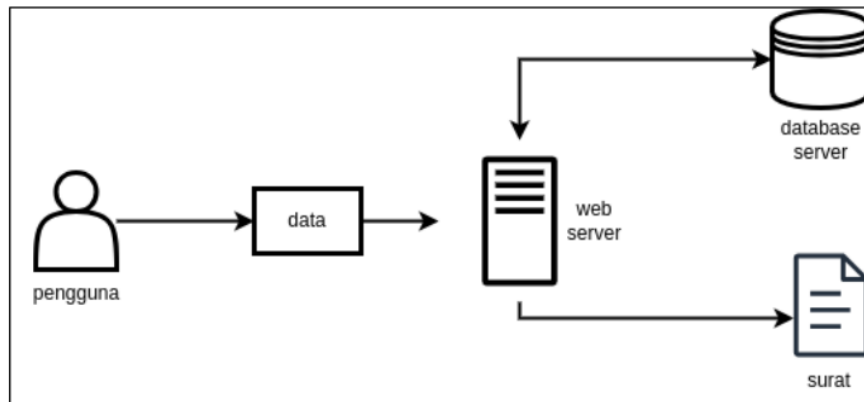 pengguna
data
web
server
database
server
surat